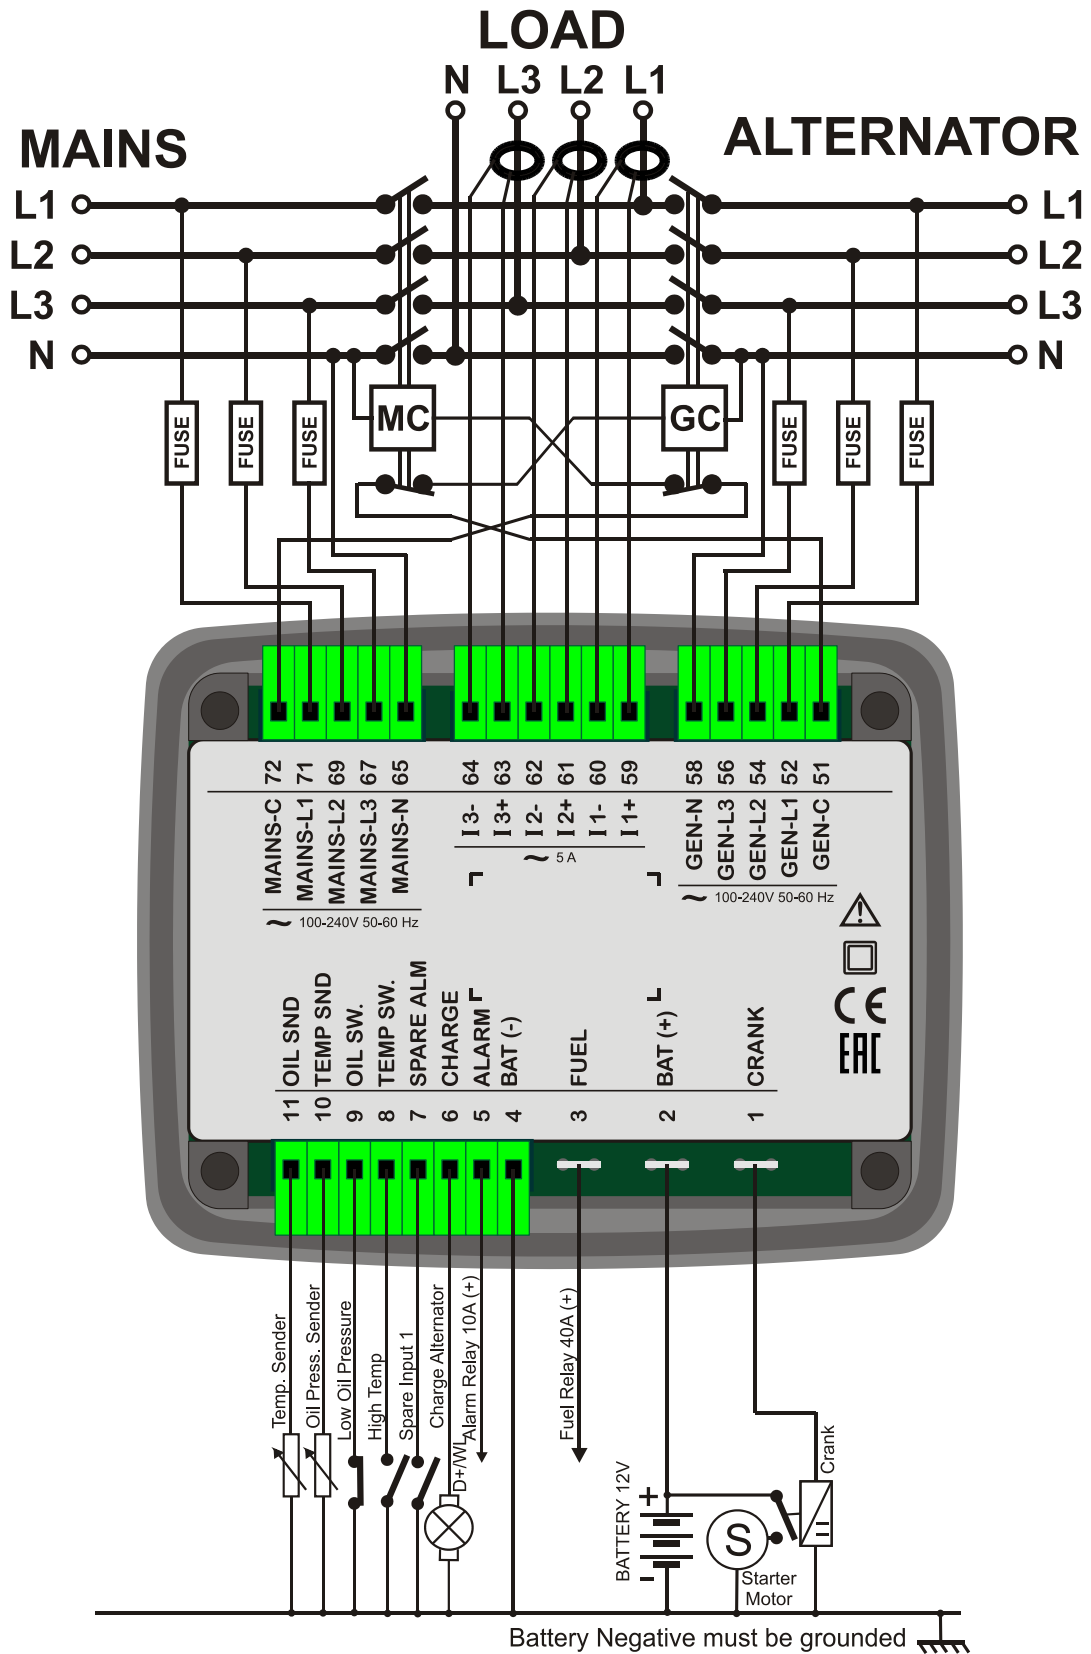 LOAD
N L3 L2 L1
MAINS
ALTERNATOR
L1
L1
L2
L2
L3
L3
N
N
MC
GC
FUSE
FUSE
FUSE
FUSE
FUSE
FUSE
72 71 69 67 65
64 63 62 61 60 59
58 56 54 52 51
MAINS-C
MAINS-L1
MAINS-L2
MAINS-L3
MAINS-N
I3-
I3+
I2-
I2+
I1-
I1+
GEN-N
GEN-L3
GEN-L2
GEN-L1
GEN-C
~ 5 A
~ 100-240V 50-60 Hz
~ 100-240V 50-60 Hz
CE
EAC
OIL SND
TEMP SND
OIL SW.
TEMP SW.
SPARE ALM
CHARGE
ALARM
BAT (-)
FUEL
BAT (+)
CRANK
11 10 9 8 7 6 5 4 3 2 1
Temp. Sender
Oil Press. Sender
Low Oil Pressure
High Temp
Spare Input 1
Charge Alternator
D+/WL
Alarm Relay 10A (+)
Fuel Relay 40A (+)
BATTERY 12V
+
-
S
Starter
Motor
Crank
Battery Negative must be grounded